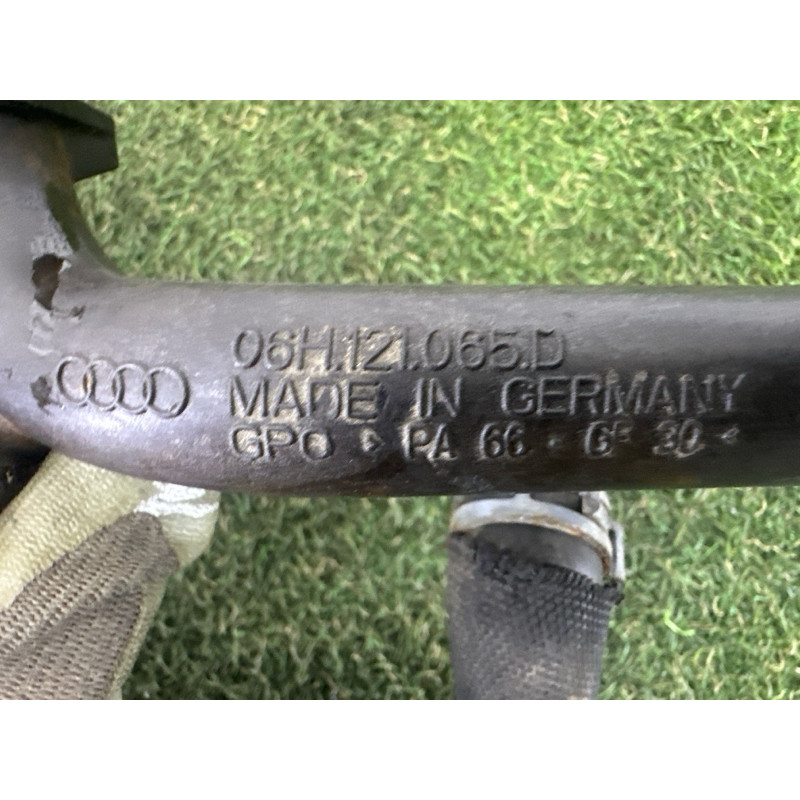 06H.121.065.D
MADE IN GERMANY
GPO > PA 66 - GF 30 <